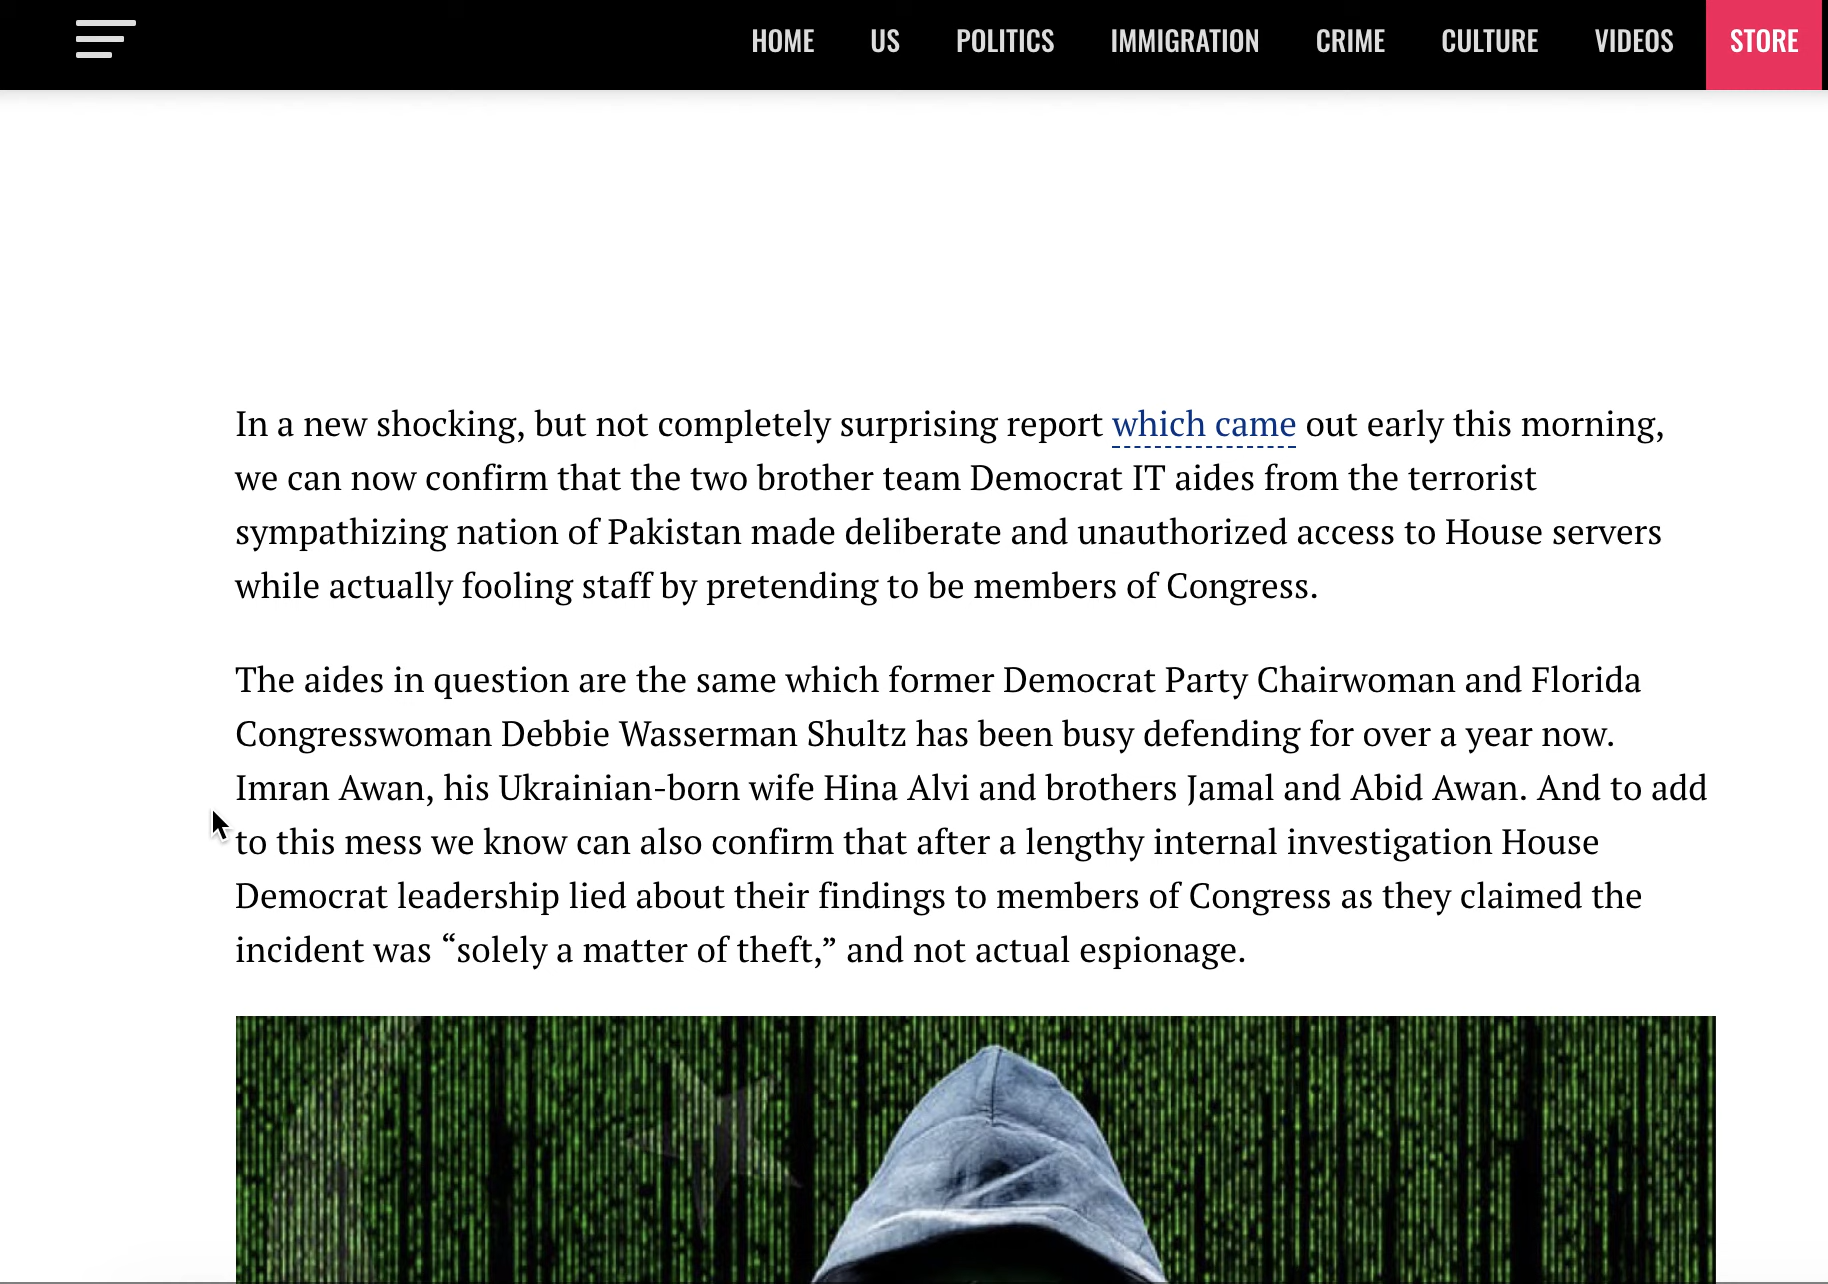 HOME US POLITICS IMMIGRATION CRIME CULTURE VIDEOS STORE
In a new shocking, but not completely surprising report which came out early this morning,
we can now confirm that the two brother team Democrat IT aides from the terrorist
sympathizing nation of Pakistan made deliberate and unauthorized access to House servers
while actually fooling staff by pretending to be members of Congress.
The aides in question are the same which former Democrat Party Chairwoman and Florida
Congresswoman Debbie Wasserman Shultz has been busy defending for over a year now.
Imran Awan, his Ukrainian-born wife Hina Alvi and brothers Jamal and Abid Awan. And to add
to this mess we know can also confirm that after a lengthy internal investigation House
Democrat leadership lied about their findings to members of Congress as they claimed the
incident was “solely a matter of theft,” and not actual espionage.